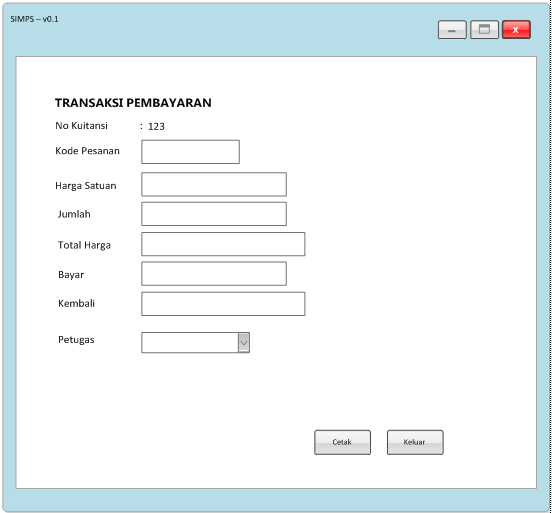 SIMPS – v0.1
X
TRANSAKSI PEMBAYARAN
No Kuitansi : 123
Kode Pesanan
Harga Satuan
Jumlah
Total Harga
Bayar
Kembali
Petugas
Cetak Keluar